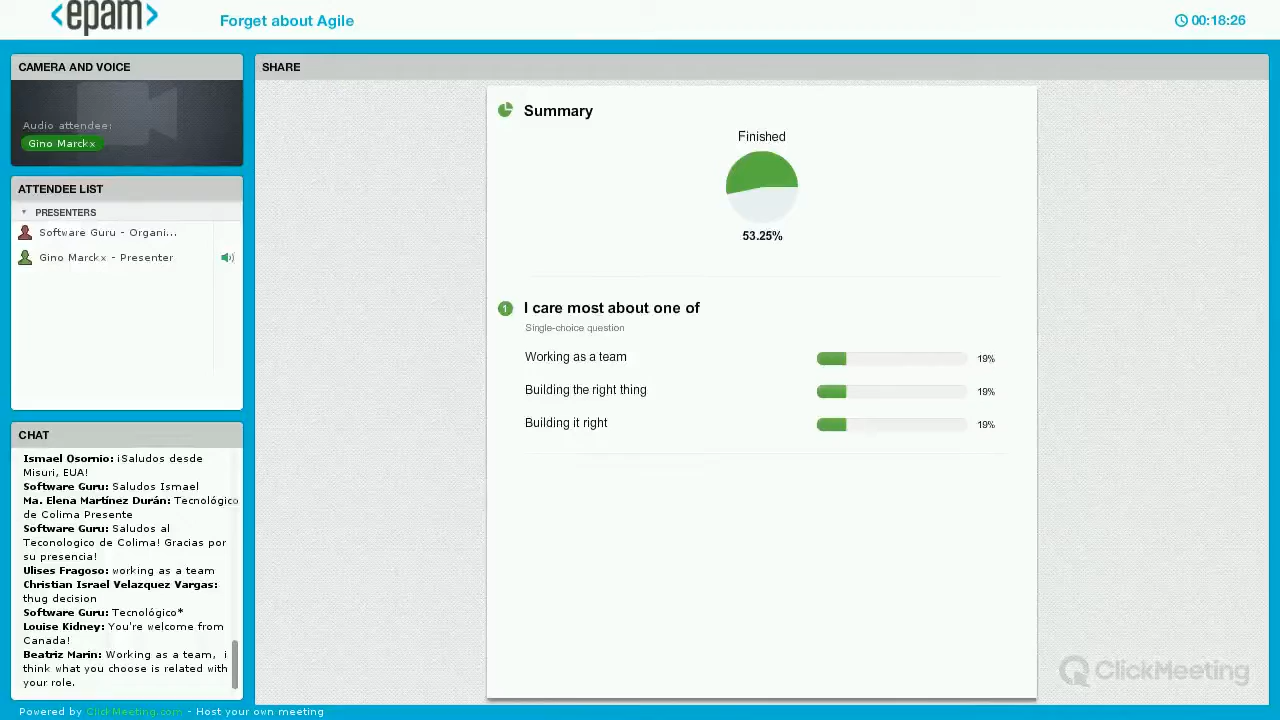 <epam>
Forget about Agile
00:18:26
CAMERA AND VOICE
Audio attendee:
Gino Marckx
ATTENDEE LIST
PRESENTERS
Software Guru - Organi...
Gino Marckx - Presenter
CHAT
Ismael Osornio: ¡Saludos desde
Misuri, EUA!
Software Guru: Saludos Ismael
Ma. Elena Martínez Durán: Tecnológico
de Colima Presente
Software Guru: Saludos al
Teconologico de Colima! Gracias por
su presencia!
Ulises Fragoso: working as a team
Christian Israel Velazquez Vargas:
thug decision
Software Guru: Tecnológico*
Louise Kidney: You're welcome from
Canada!
Beatriz Marin: Working as a team, i
think what you choose is related with
your role.
SHARE
Summary
Finished
53.25%
1 I care most about one of
Single-choice question
Working as a team 19%
Building the right thing 19%
Building it right 19%
ClickMeeting
Powered by ClickMeeting.com - Host your own meeting